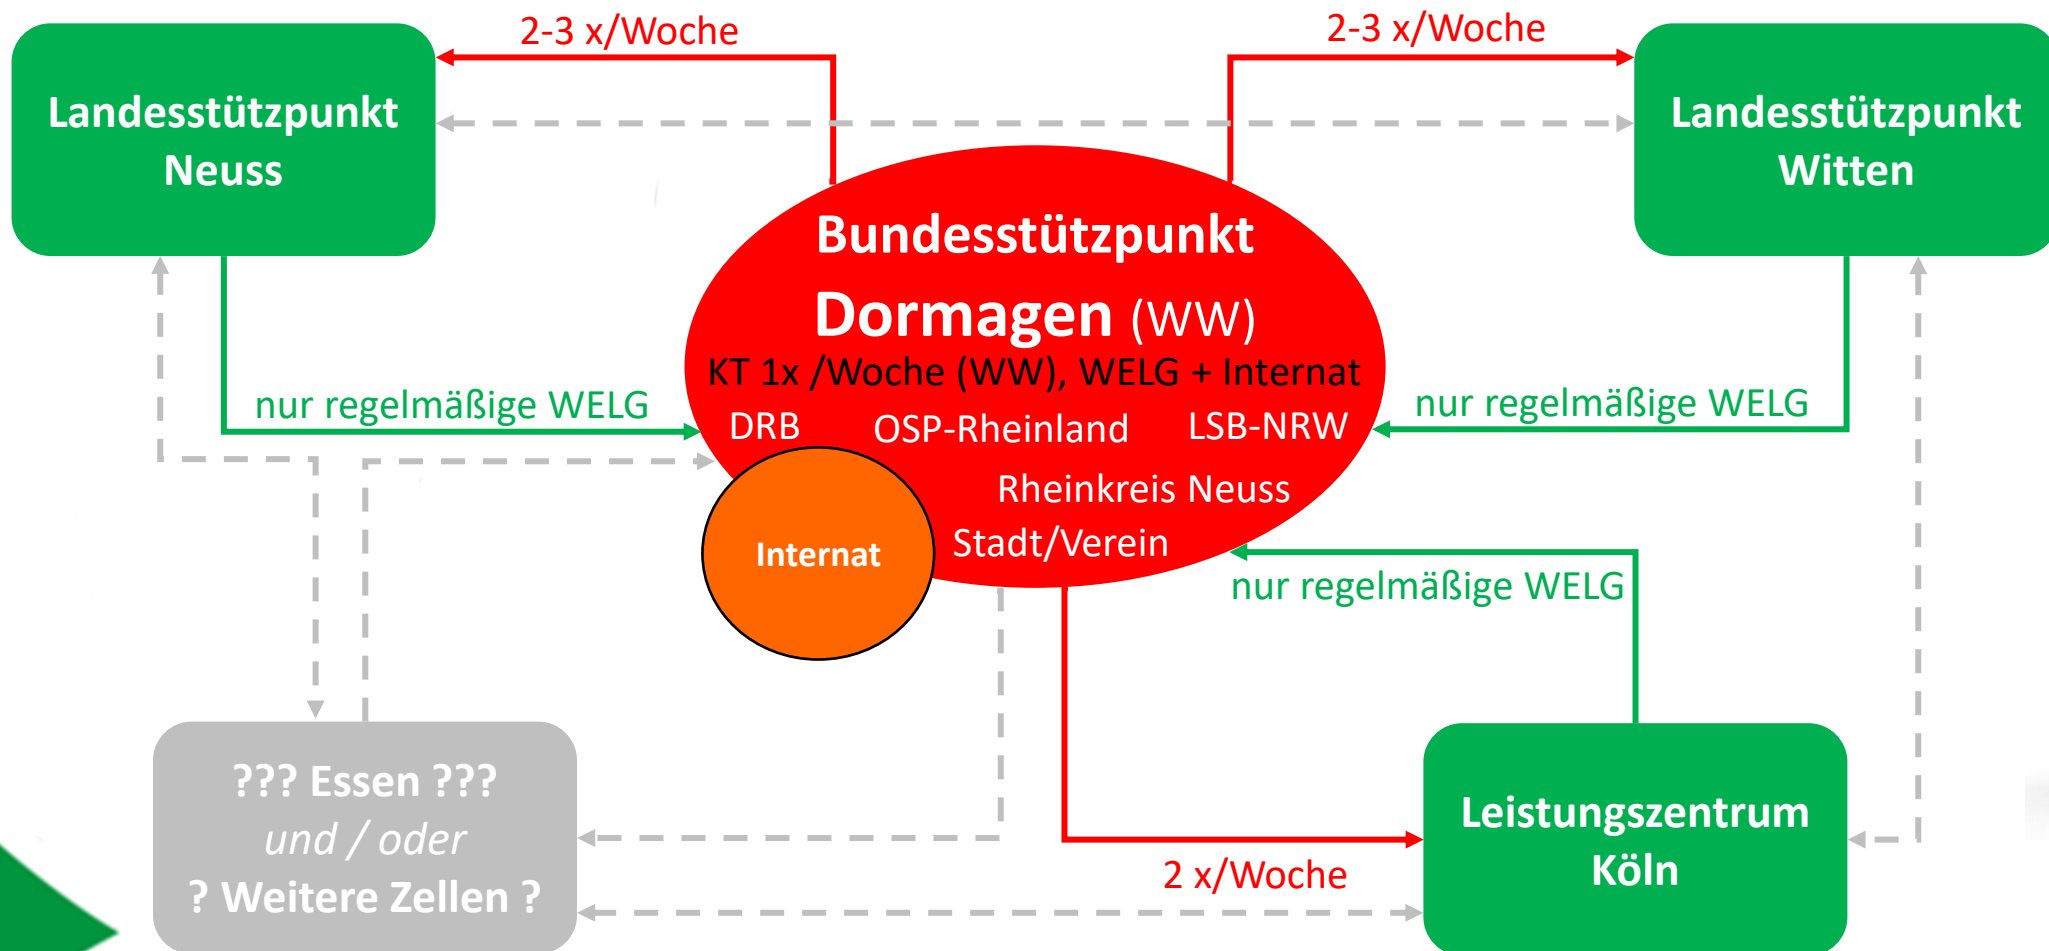 2-3 x/Woche
2-3 x/Woche
Landesstützpunkt
Neuss
Landesstützpunkt
Witten
Bundesstützpunkt
Dormagen (WW)
KT 1x /Woche (WW), WELG + Internat
nur regelmäßige WELG
nur regelmäßige WELG
DRB
OSP-Rheinland
LSB-NRW
Rheinkreis Neuss
Stadt/Verein
Internat
nur regelmäßige WELG
??? Essen ???
und / oder
? Weitere Zellen ?
Leistungszentrum
Köln
2 x/Woche